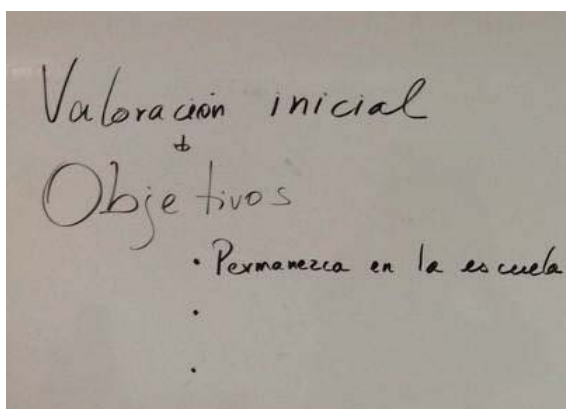 Valoración inicial
↓
Objetivos
• Permanezca en la escuela
•
•